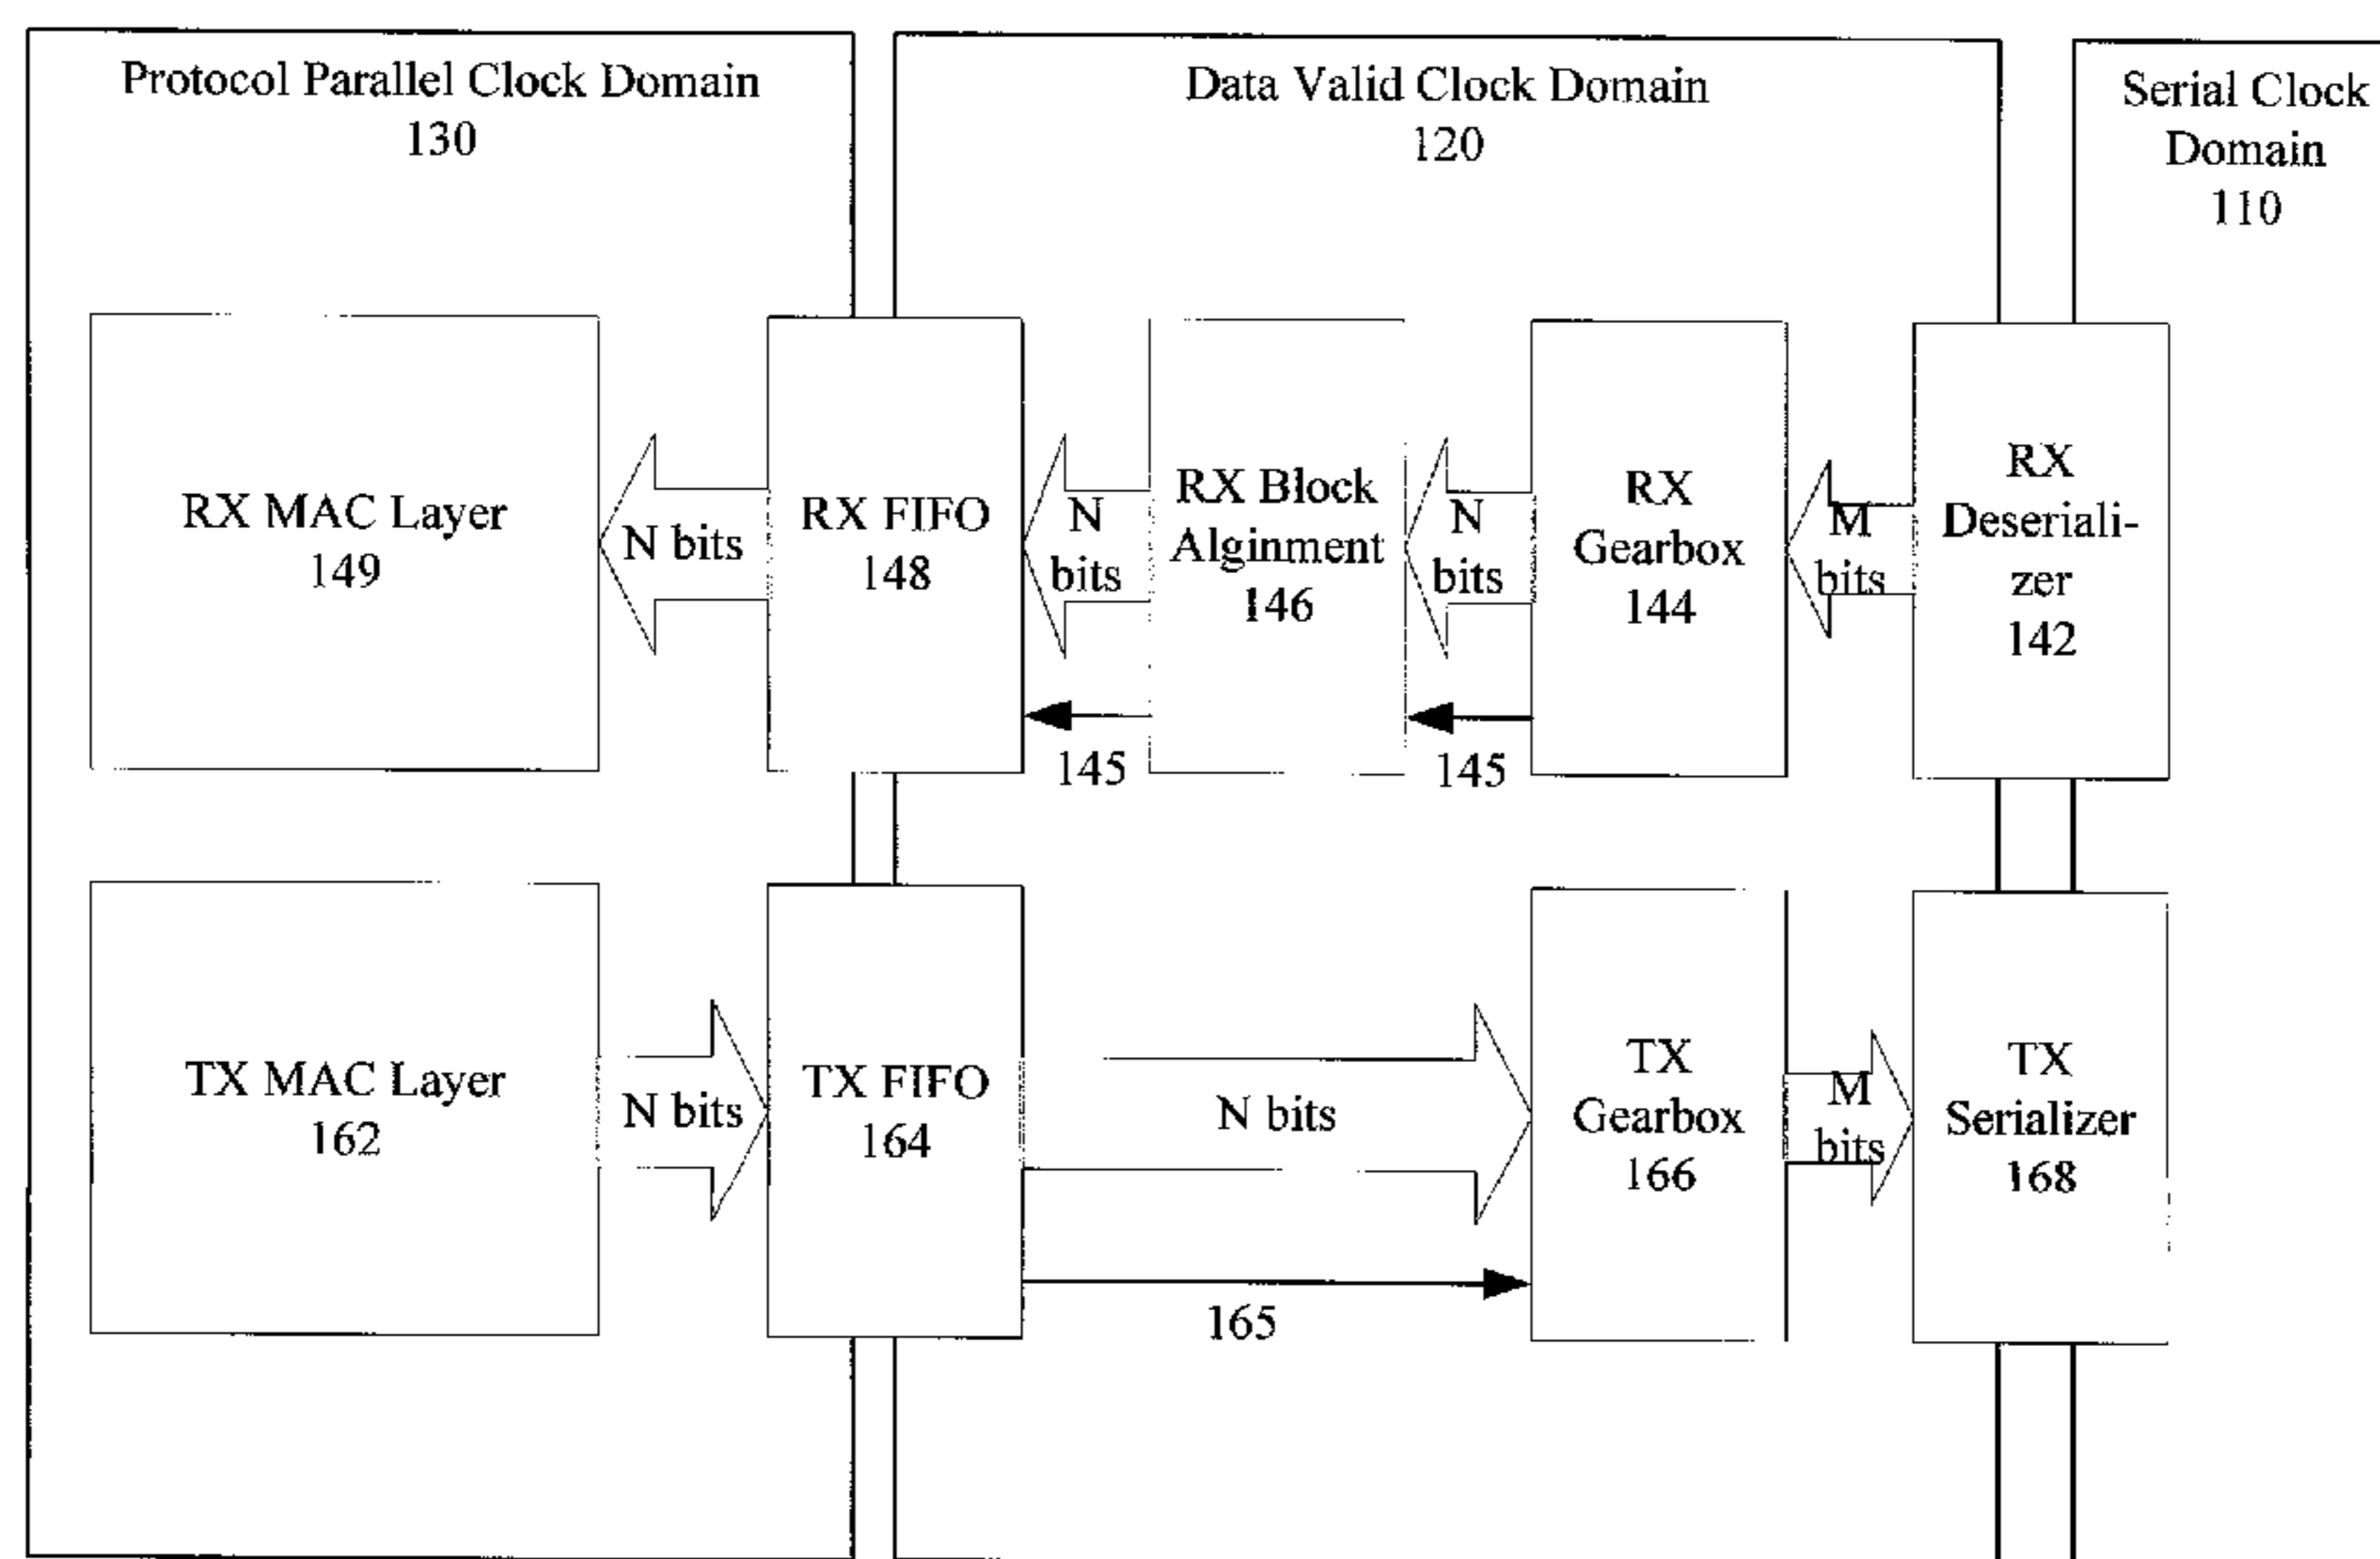 Protocol Parallel Clock Domain
130
Data Valid Clock Domain
120
Serial Clock
Domain
110
RX MAC Layer
149
N bits
RX FIFO
148
N
bits
RX Block
Alginment
146
N
bits
RX
Gearbox
144
M
bits
RX
Deseriali-
zer
142
145
145
TX MAC Layer
162
N bits
TX FIFO
164
N bits
TX
Gearbox
166
M
bits
TX
Serializer
168
165